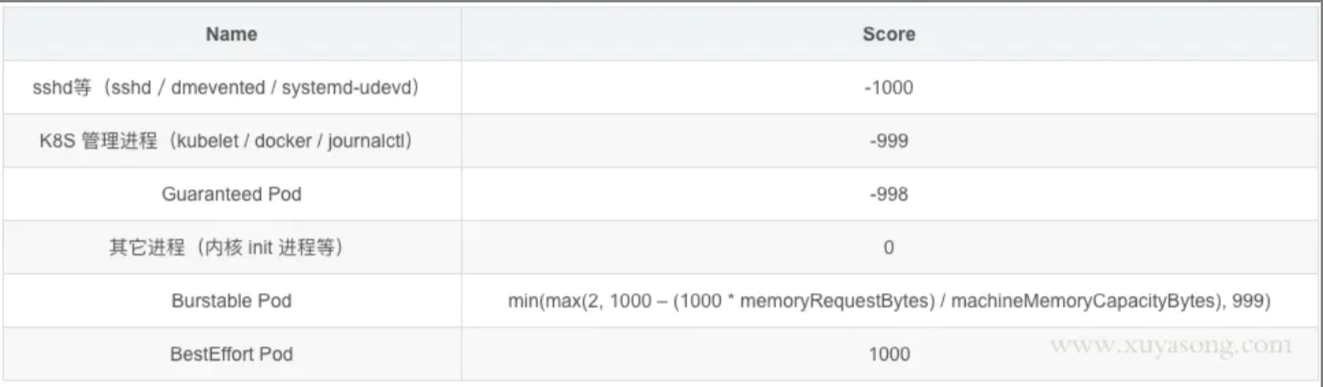 Name Score
sshd等（sshd / dmevented / systemd-udevd） -1000
K8S 管理进程（kubelet / docker / journalctl） -999
Guaranteed Pod -998
其它进程（内核 init 进程等） 0
Burstable Pod min(max(2, 1000 – (1000 * memoryRequestBytes) / machineMemoryCapacityBytes), 999)
BestEffort Pod 1000
www.xuyasong.com